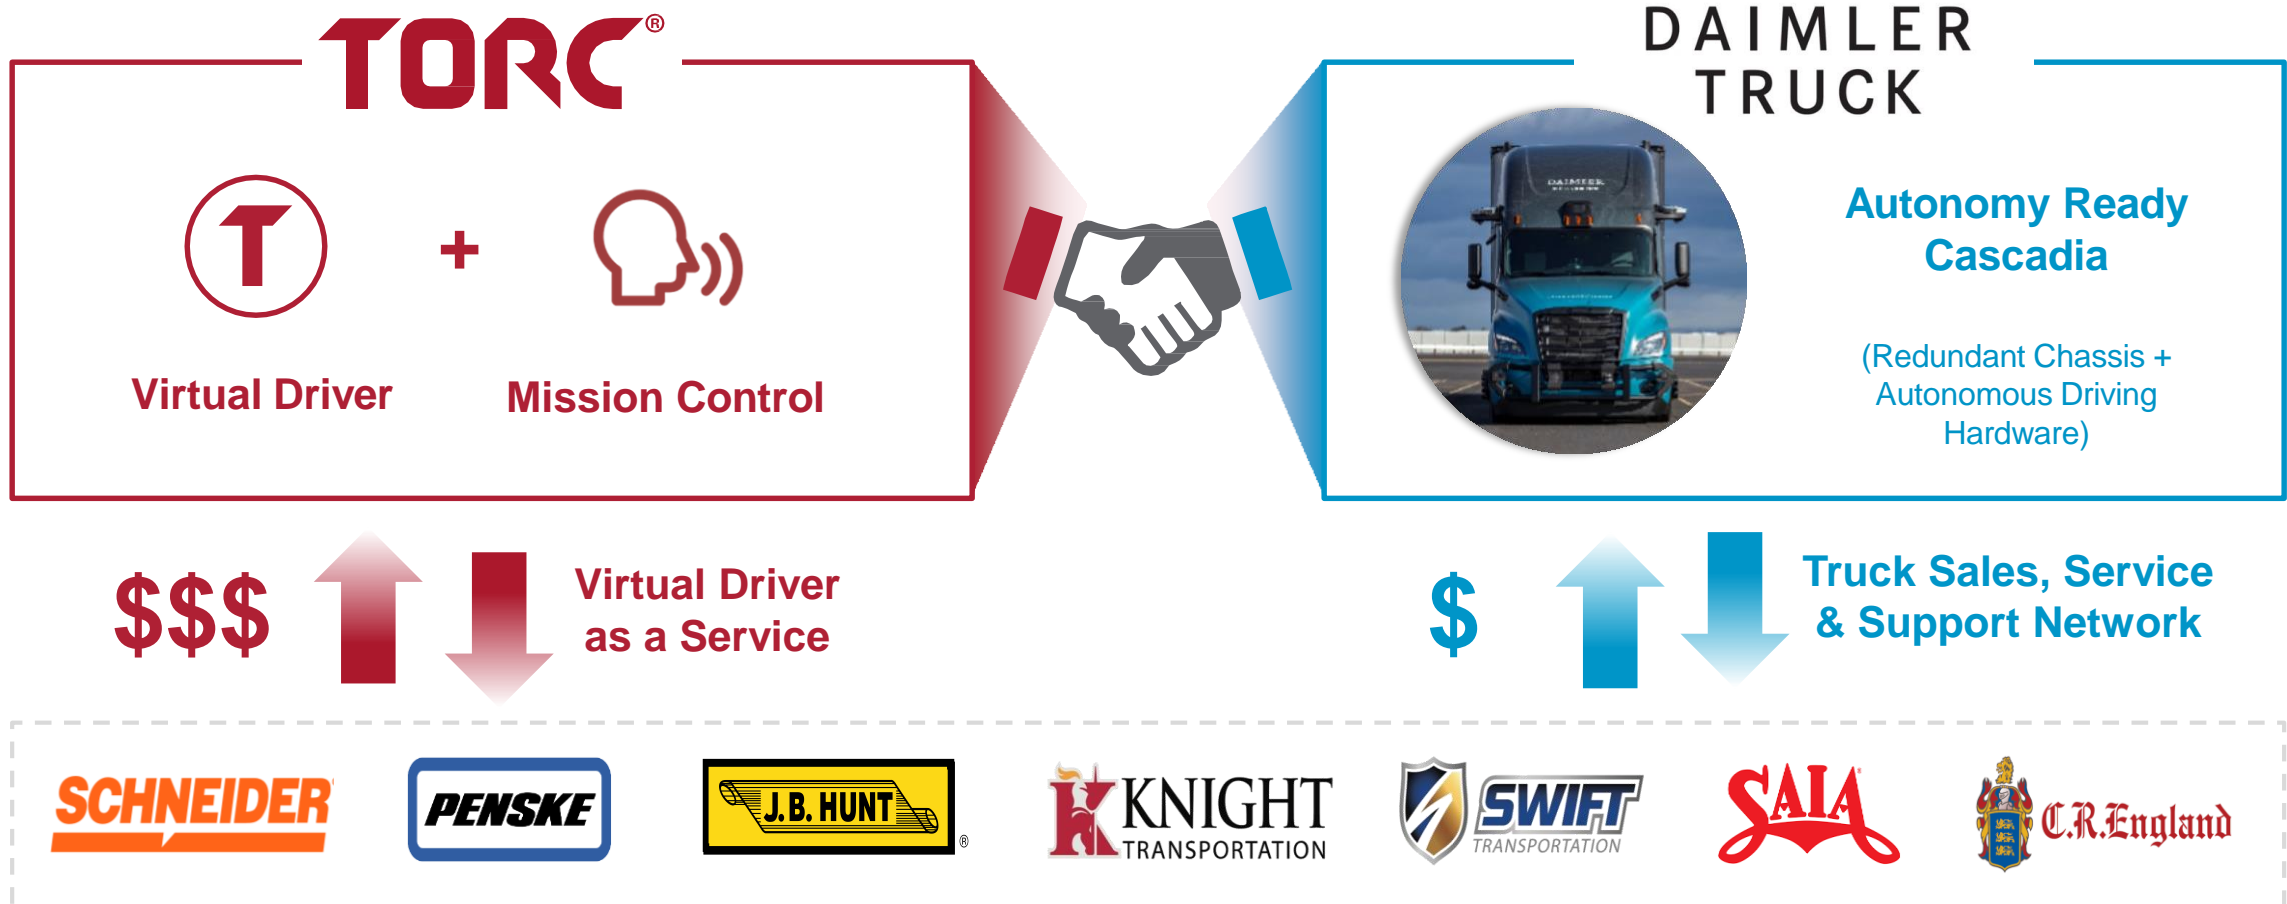 TORC®
DAIMLER
TRUCK
T
+
Virtual Driver
Mission Control
DAIMLER
Autonomy Ready
Cascadia
(Redundant Chassis +
Autonomous Driving
Hardware)
$$$
Virtual Driver
as a Service
$
Truck Sales, Service
& Support Network
SCHNEIDER
PENSKE
J.B. HUNT
®
KNIGHT
TRANSPORTATION
SWIFT
TRANSPORTATION
SAIA
C.R.England